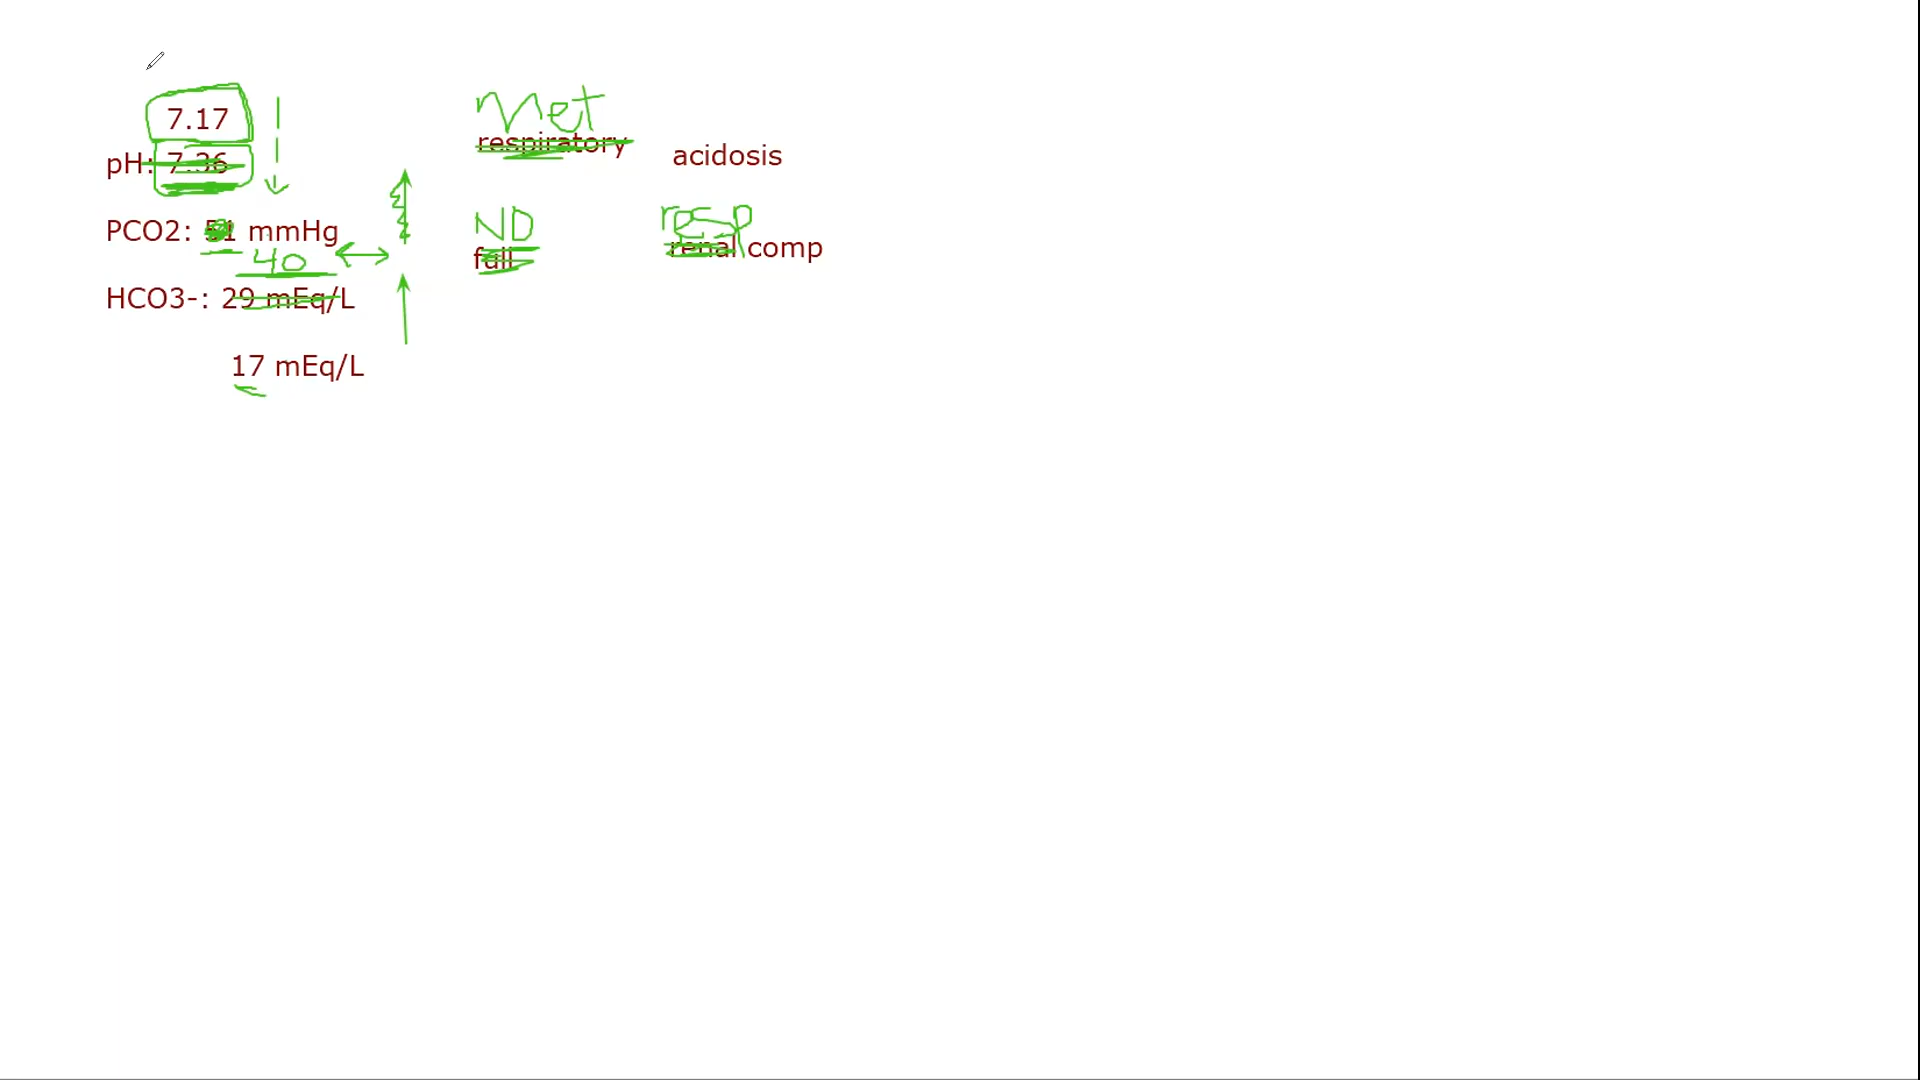 7.17
pH: 7.36
PCO2: 51 mmHg
40
HCO3-: 29 mEq/L
17 mEq/L
Met
respiratory acidosis
ND resp
full renal comp